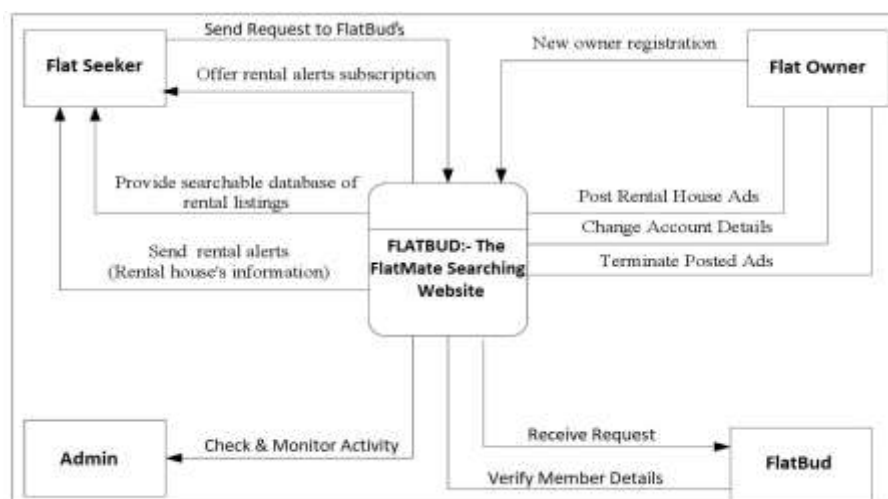 Send Request to FlatBud's
New owner registration
Flat Seeker
Flat Owner
Offer rental alerts subscription
Provide searchable database of
rental listings
Post Rental House Ads
Change Account Details
FLATBUD:- The
FlatMate Searching
Website
Send rental alerts
(Rental house's information)
Terminate Posted Ads
Admin
Check & Monitor Activity
Receive Request
FlatBud
Verify Member Details